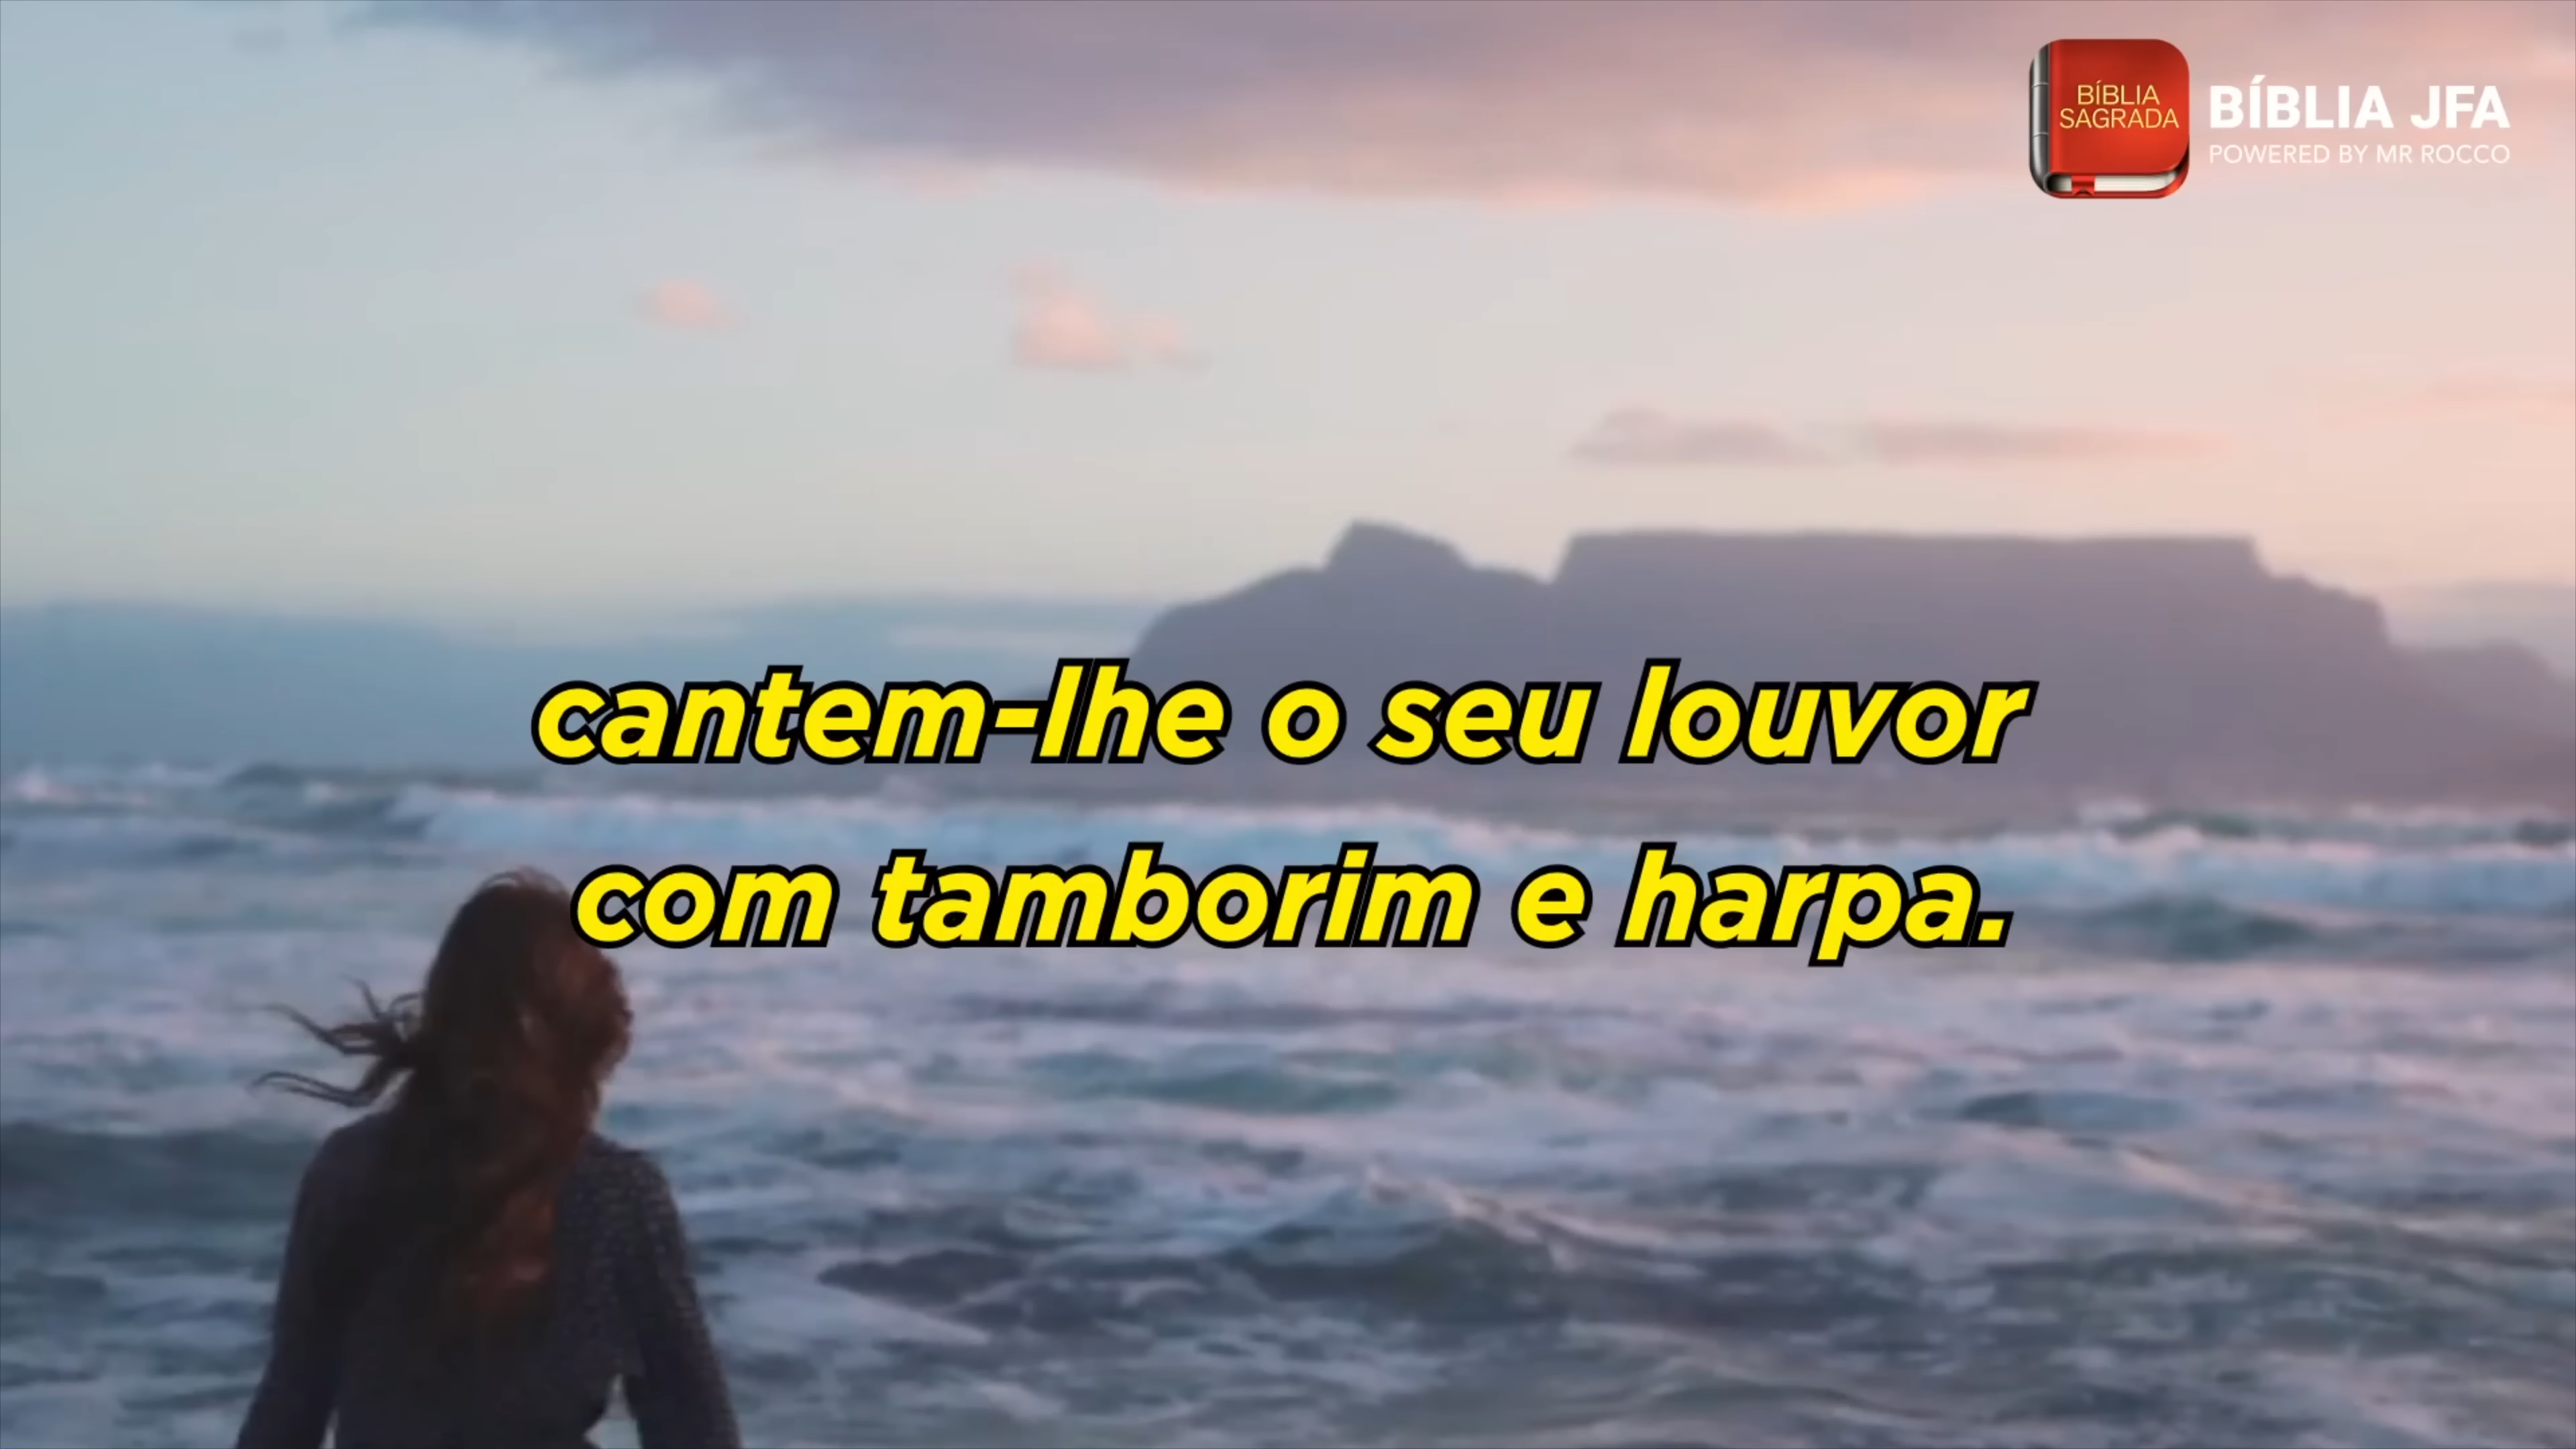 BÍBLIA
SAGRADA
BÍBLIA JFA
POWERED BY MR ROCCO
cantem-lhe o seu louvor
com tamborim e harpa.